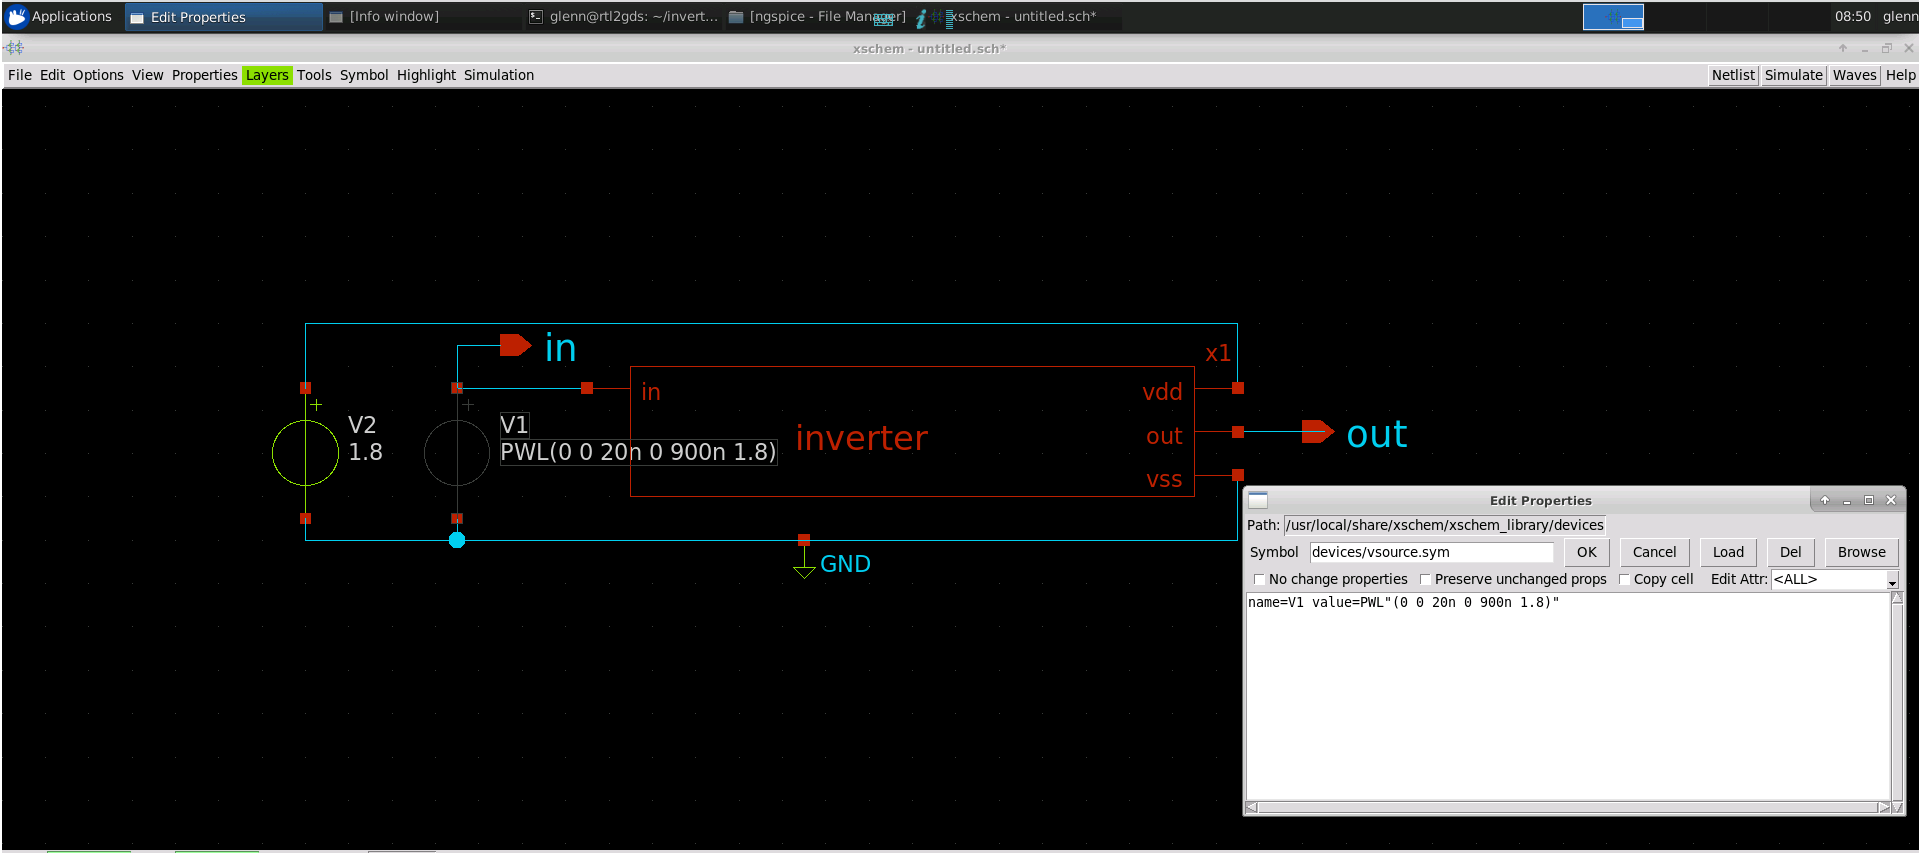 Applications Edit Properties [Info window] glenn@rtl2gds: ~/invert... [ngspice - File Manager] xschem - untitled.sch* 08:50 glenn
xschem - untitled.sch*
File Edit Options View Properties Layers Tools Symbol Highlight Simulation Netlist Simulate Waves Help
in
x1
in
vdd
V2
1.8
V1
PWL(0 0 20n 0 900n 1.8)
inverter
out
out
vss
GND
Edit Properties
Path: /usr/local/share/xschem/xschem_library/devices
Symbol devices/vsource.sym OK Cancel Load Del Browse
No change properties Preserve unchanged props Copy cell Edit Attr: <ALL>
name=V1 value=PWL"(0 0 20n 0 900n 1.8)"